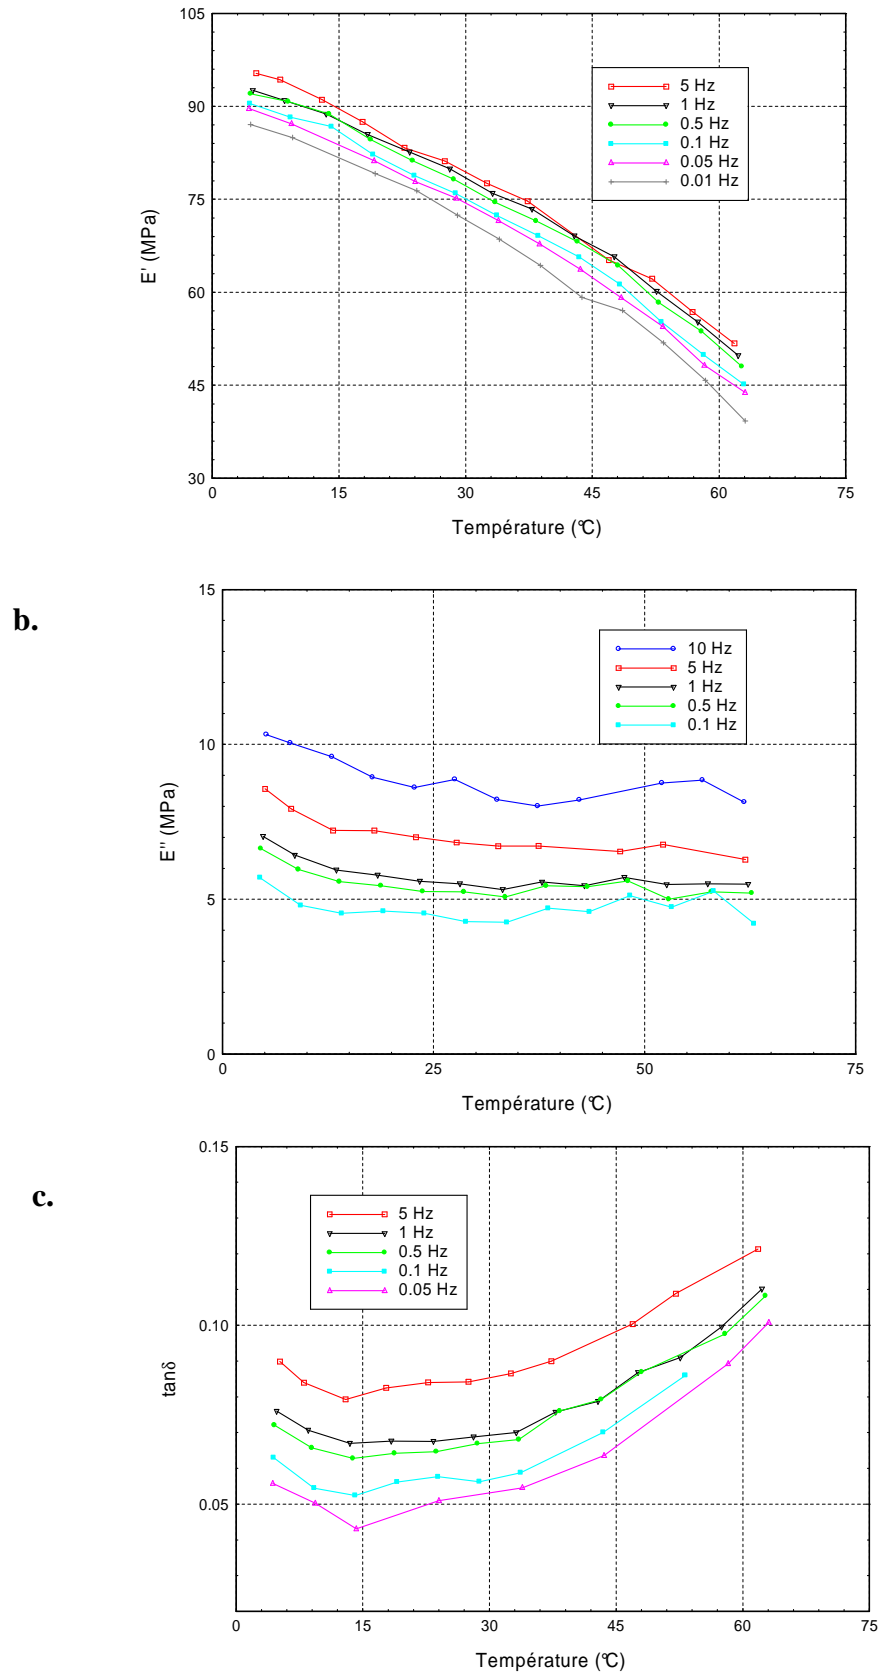 105
90
75
60
45
30
E' (MPa)
5 Hz
1 Hz
0.5 Hz
0.1 Hz
0.05 Hz
0.01 Hz
0 15 30 45 60 75
Température (°C)
b.
15
10
5
0
E'' (MPa)
10 Hz
5 Hz
1 Hz
0.5 Hz
0.1 Hz
0 25 50 75
Température (°C)
c.
0.15
0.10
0.05
tanδ
5 Hz
1 Hz
0.5 Hz
0.1 Hz
0.05 Hz
0 15 30 45 60 75
Température (°C)